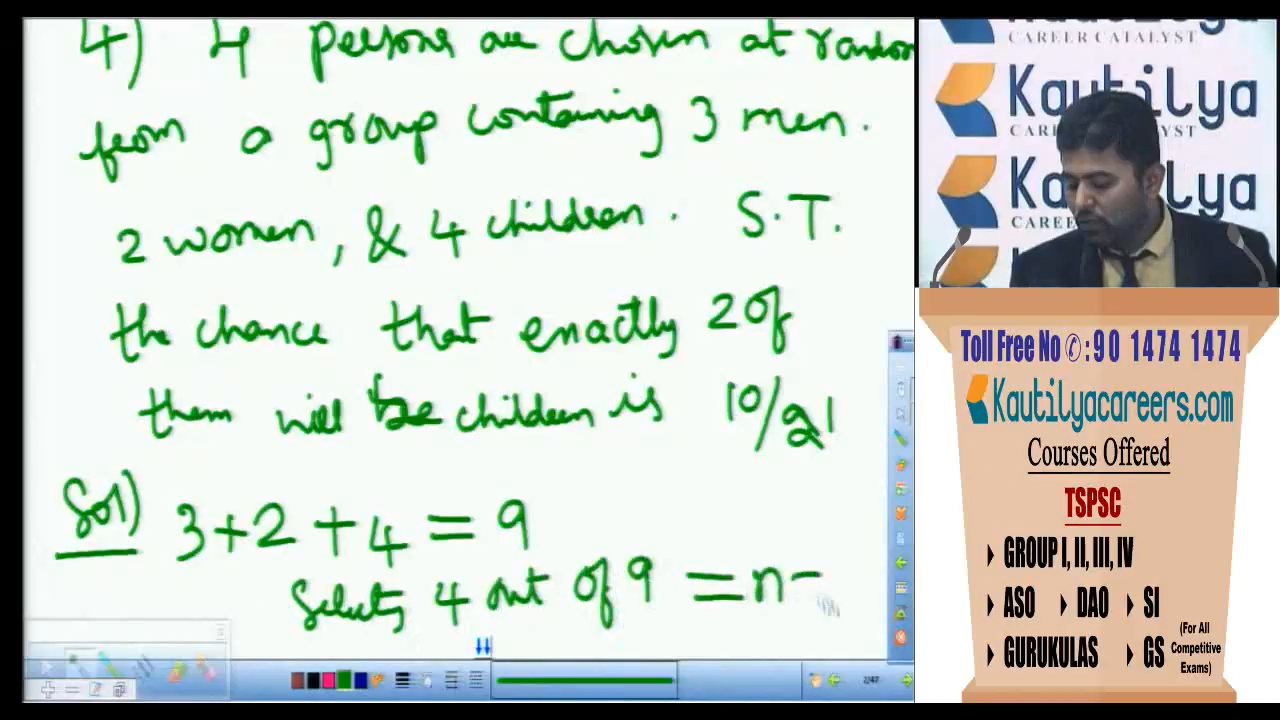 4) 4 persons are chosen at random
from a group containing 3 men.
2 women, & 4 children. S.T.
the chance that exactly 2 of
them will be children is 10/21
Sol) 3+2+4=9
Selecting 4 out of 9 = n=
2/47
CAREER CATALYST
Kautilya
CAREER CATALYST
Kautilya
Toll Free No ✆: 90 1474 1474
Kautilyacareers.com
Courses Offered
TSPSC
GROUP I, II, III, IV
ASO DAO SI
GURUKULAS GS
(For All
Competitive
Exams)